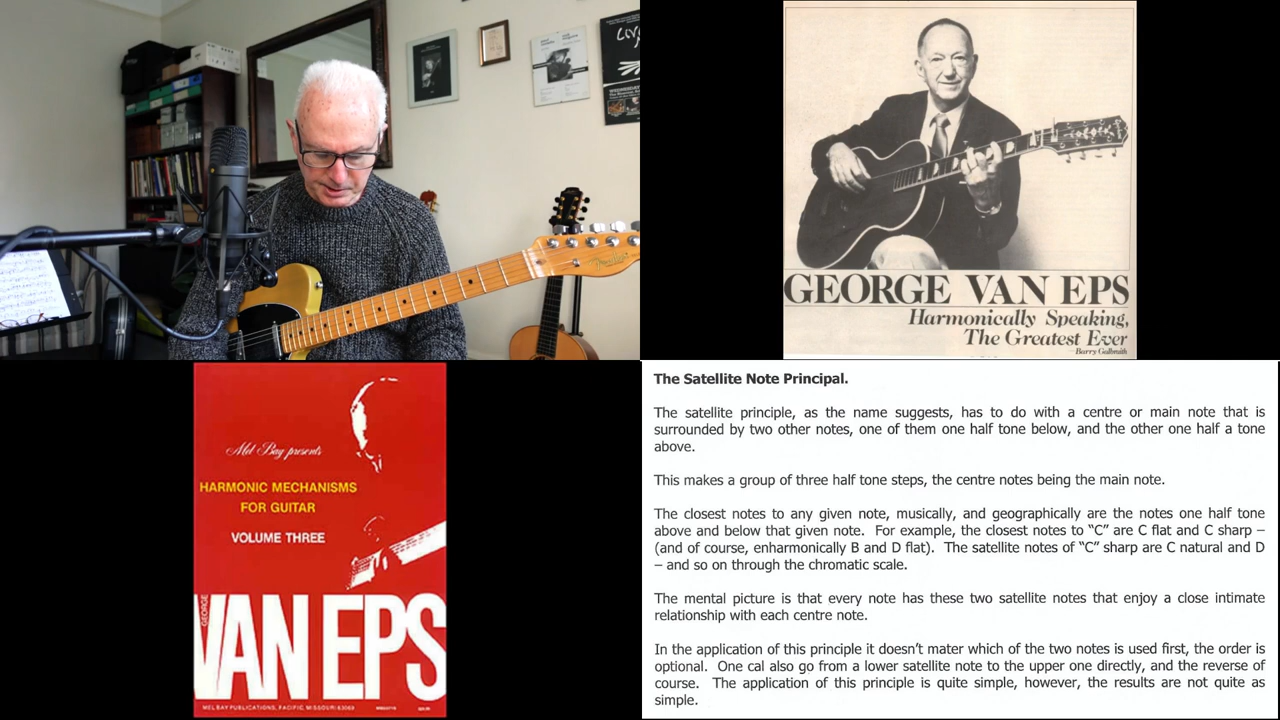 LIVE
WEDNESDAY
Fender
GEORGE VAN EPS
Harmonically Speaking,
The Greatest Ever
Barry Galbraith
Mel Bay presents
HARMONIC MECHANISMS
FOR GUITAR
VOLUME THREE
GEORGE
VAN EPS
MEL BAY PUBLICATIONS, PACIFIC, MISSOURI 63069
The Satellite Note Principal.
The satellite principle, as the name suggests, has to do with a centre or main note that is
surrounded by two other notes, one of them one half tone below, and the other one half a tone
above.
This makes a group of three half tone steps, the centre notes being the main note.
The closest notes to any given note, musically, and geographically are the notes one half tone
above and below that given note. For example, the closest notes to “C” are C flat and C sharp –
(and of course, enharmonically B and D flat). The satellite notes of “C” sharp are C natural and D
– and so on through the chromatic scale.
The mental picture is that every note has these two satellite notes that enjoy a close intimate
relationship with each centre note.
In the application of this principle it doesn’t mater which of the two notes is used first, the order is
optional. One cal also go from a lower satellite note to the upper one directly, and the reverse of
course. The application of this principle is quite simple, however, the results are not quite as
simple.